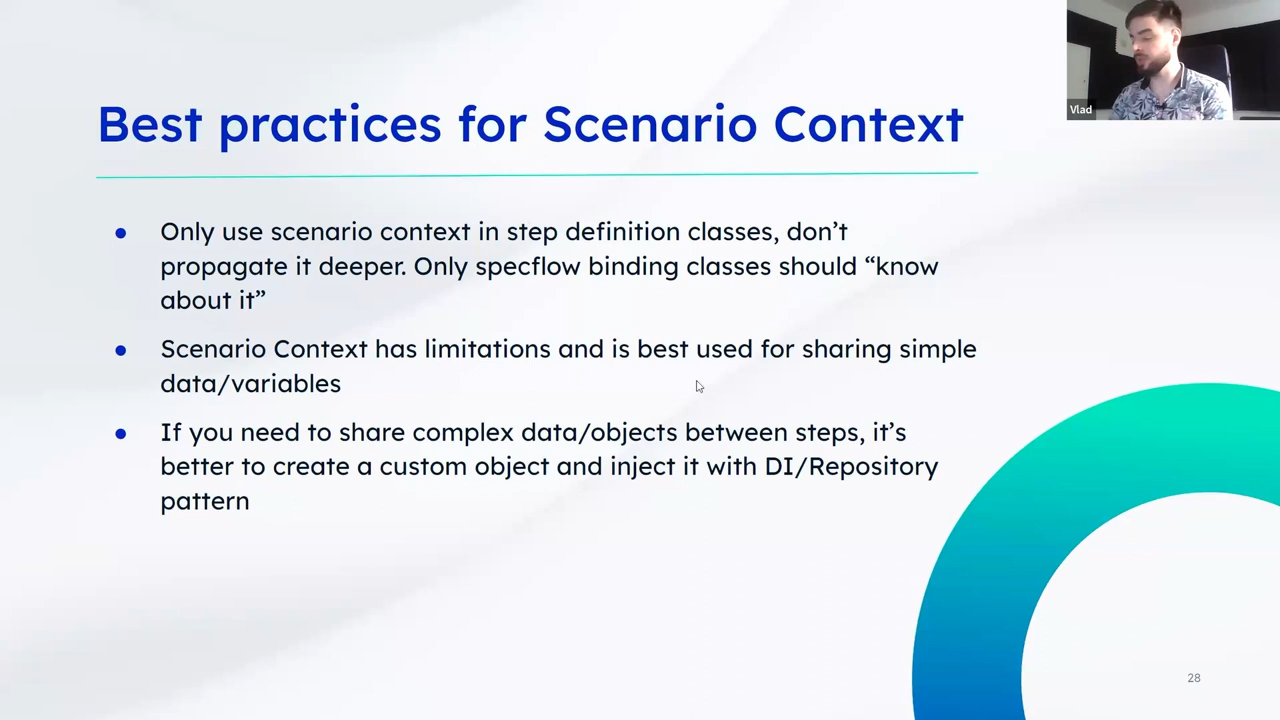 Vlad
Best practices for Scenario Context
● Only use scenario context in step definition classes, don’t
propagate it deeper. Only specflow binding classes should “know
about it”
● Scenario Context has limitations and is best used for sharing simple
data/variables
● If you need to share complex data/objects between steps, it’s
better to create a custom object and inject it with DI/Repository
pattern
28